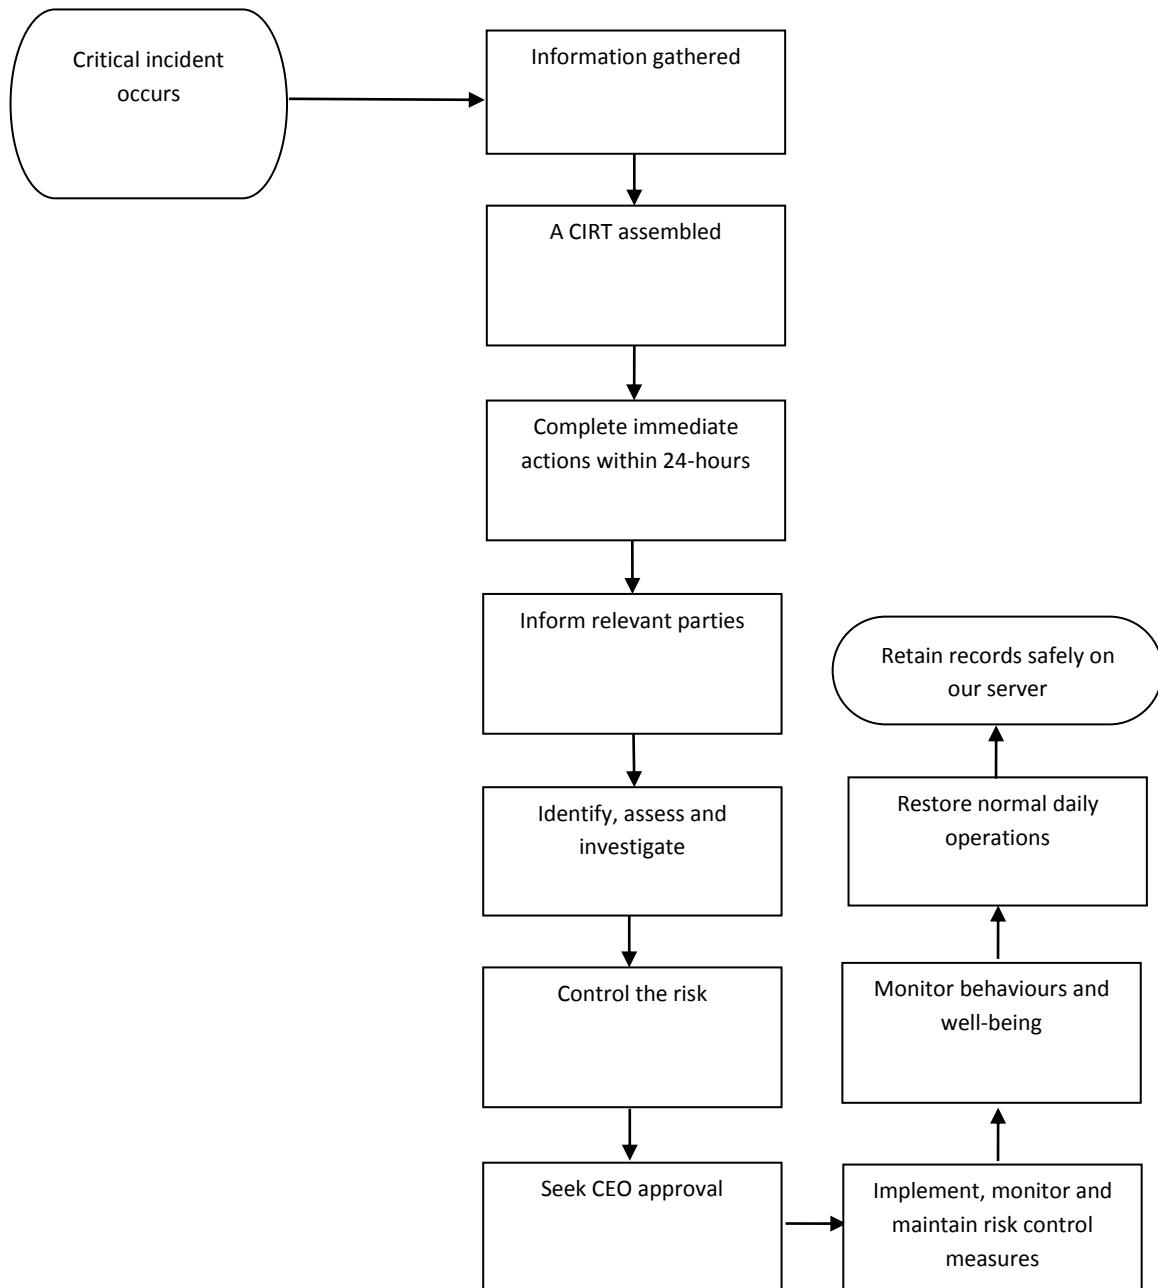 Critical incident
occurs
Information gathered
A CIRT assembled
Complete immediate
actions within 24-hours
Inform relevant parties
Identify, assess and
investigate
Control the risk
Seek CEO approval
Implement, monitor and
maintain risk control
measures
Monitor behaviours and
well-being
Restore normal daily
operations
Retain records safely on
our server